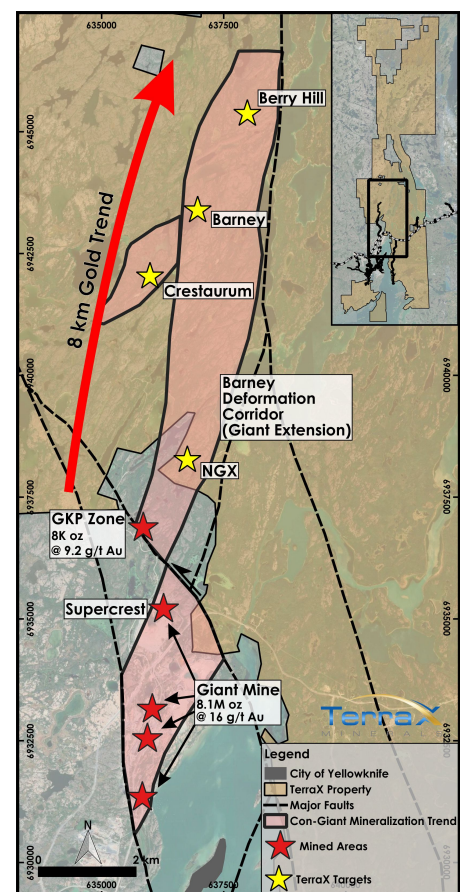 635000
637500
Berry Hill
6945000
8 km Gold Trend
Barney
6942500
Crestaurum
6940000
6940000
Barney
Deformation
Corridor
(Giant Extension)
NGX
6937500
6937500
GKP Zone
8K oz
@ 9.2 g/t Au
Supercrest
6935000
6935000
Giant Mine
8.1M oz
@ 16 g/t Au
TerraX
MINERALS
6932500
Legend
City of Yellowknife
TerraX Property
Major Faults
Con-Giant Mineralization Trend
Mined Areas
TerraX Targets
N
0
2 km
6930000
635000
637500